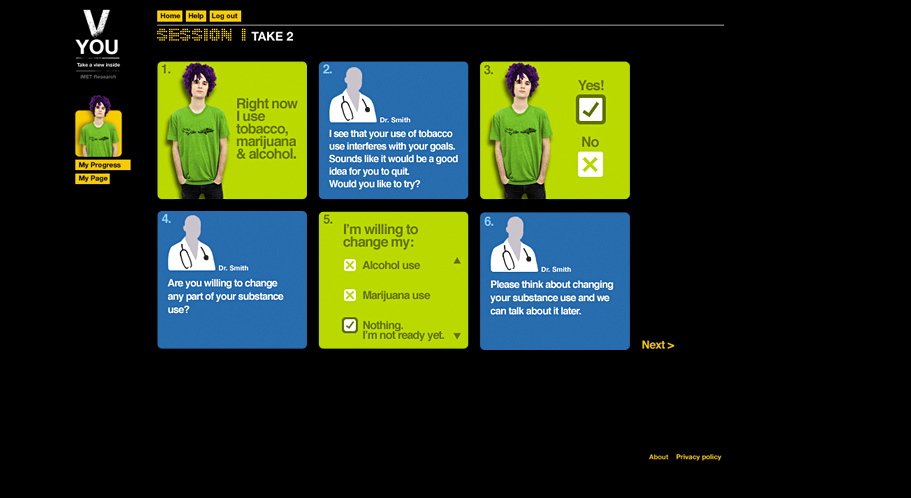 V
YOU
Take a view inside
iMET Research
My Progress
My Page
Home Help Log out
SESSION 1 TAKE 2
1.
Right now
I use
tobacco,
marijuana
& alcohol.
2.
Dr. Smith
I see that your use of tobacco
use interferes with your goals.
Sounds like it would be a good
idea for you to quit.
Would you like to try?
3.
Yes!
No
4.
Dr. Smith
Are you willing to change
any part of your substance
use?
5.
I'm willing to
change my:
Alcohol use
Marijuana use
Nothing.
I'm not ready yet.
6.
Dr. Smith
Please think about changing
your substance use and we
can talk about it later.
Next >
About Privacy policy